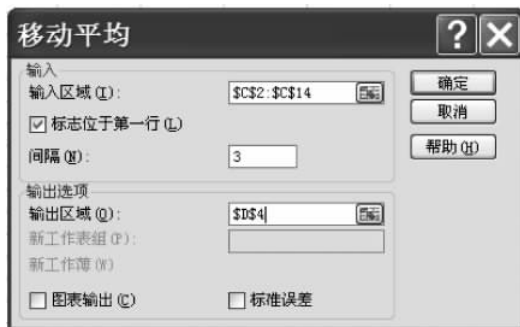 移动平均
输入
输入区域(I): $C$2:$C$14
标志位于第一行(L)
间隔(N): 3
确定
取消
帮助(H)
输出选项
输出区域(O): $D$4
新工作表组(P):
新工作薄(W)
图表输出(C) 标准误差